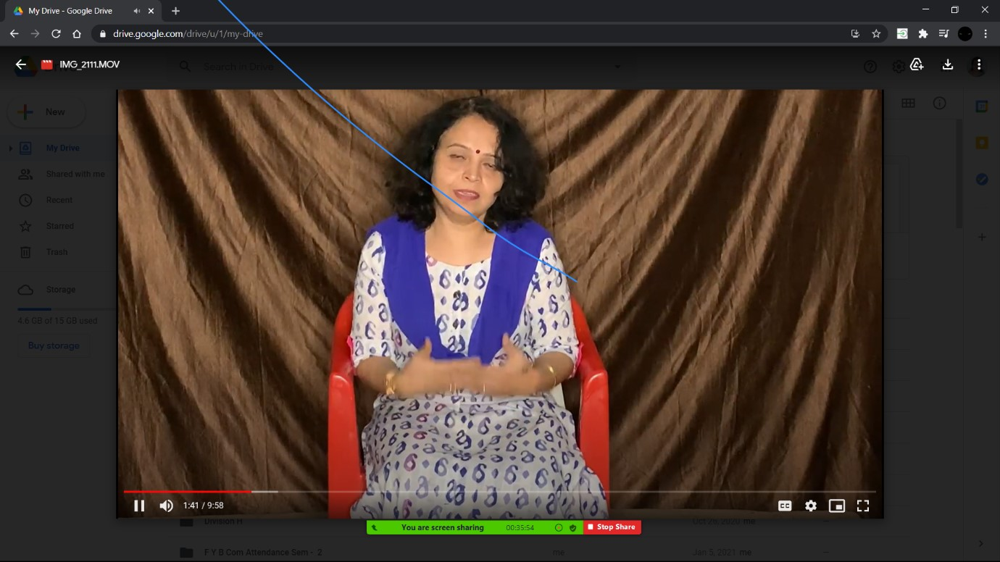 My Drive - Google Drive
drive.google.com/drive/u/1/my-drive
IMG_2111.MOV
Search in Drive
New
My Drive
Shared with me
Recent
Starred
Trash
Storage
4.6 GB of 15 GB used
Buy storage
1:41 / 9:58
CC
Division H
Oct 26, 2020 me
You are screen sharing 00:35:54 Stop Share
F Y B Com Attendance Sem - 2 me Jan 5, 2021 me